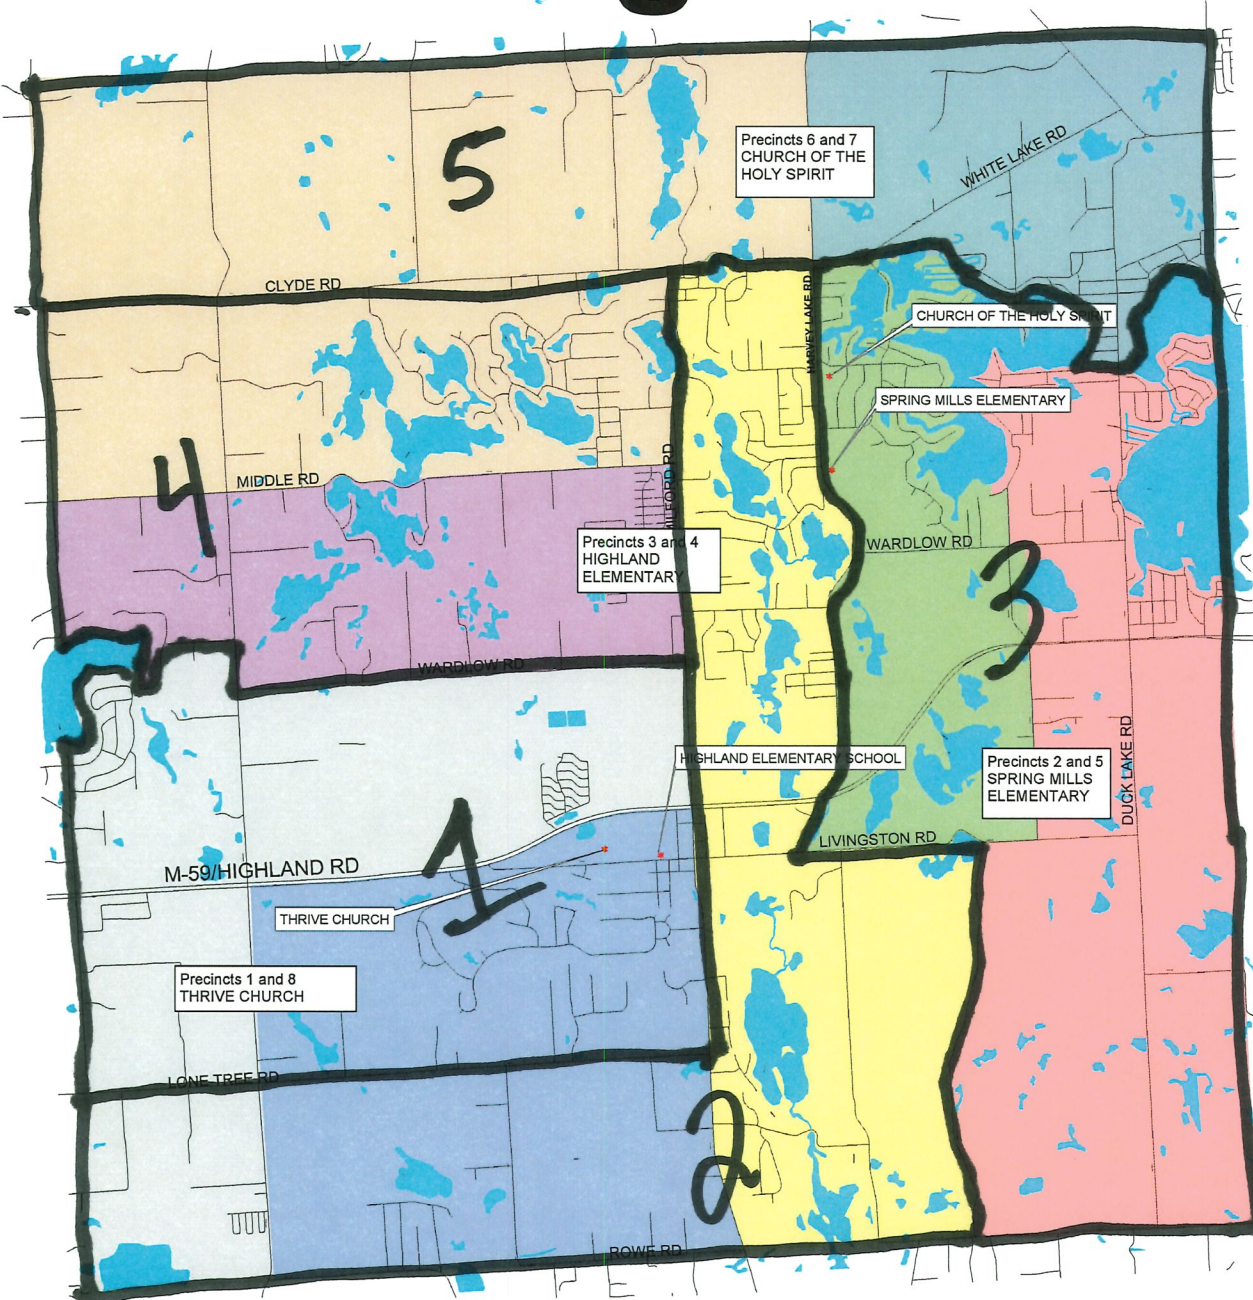 Precincts 6 and 7
CHURCH OF THE
HOLY SPIRIT
WHITE LAKE RD
5
CLYDE RD
HARVEY LAKE RD
CHURCH OF THE HOLY SPIRIT
SPRING MILLS ELEMENTARY
4
MIDDLE RD
MILFORD RD
Precincts 3 and 4
HIGHLAND
ELEMENTARY
WARDLOW RD
3
WARDLOW RD
HIGHLAND ELEMENTARY SCHOOL
Precincts 2 and 5
SPRING MILLS
ELEMENTARY
DUCK LAKE RD
LIVINGSTON RD
M-59/HIGHLAND RD
1
THRIVE CHURCH
Precincts 1 and 8
THRIVE CHURCH
LONE TREE RD
2
ROWE RD